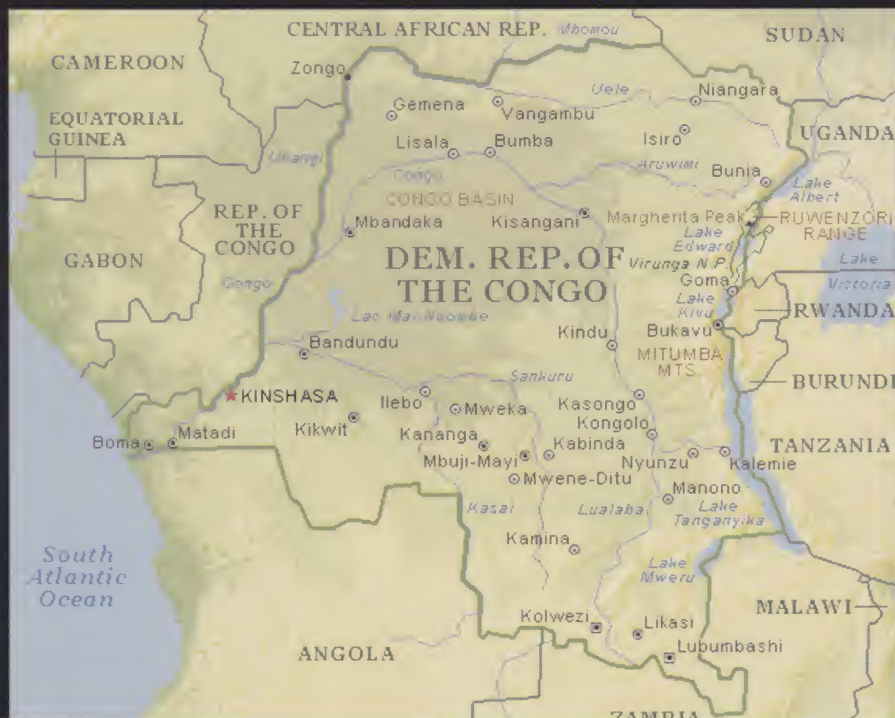 CENTRAL AFRICAN REP.
Mbomou
SUDAN
CAMEROON
Zongo
Uele
Niangara
Gemena
Vangambu
EQUATORIAL
GUINEA
UGANDA
Lisala
Bumba
Isiro
Ubangi
Congo
Aruwimi
Bunia
Lake
Albert
CONGO BASIN
REP. OF
THE
CONGO
Mbandaka
Kisangani
Margherita Peak
RUWENZORI
RANGE
Lake
Edward
GABON
DEM. REP. OF
THE CONGO
Virunga N.P.
Lake
Victoria
Congo
Goma
Lake
Kivu
RWANDA
Lac Mai-Ndombe
Bandundu
Kindu
Bukavu
MITUMBA
MTS.
BURUNDI
Sankuru
KINSHASA
Ilebo
Mweka
Kasongo
Kikwit
Kananga
Kongolo
Boma
Matadi
Kabinda
TANZANIA
Mbuji-Mayi
Nyunzu
Kalemie
Mwene-Ditu
Manono
Kasai
Lualaba
Lake
Tanganyika
South
Atlantic
Ocean
Kamina
Lake
Mweru
MALAWI
Kolwezi
Likasi
ANGOLA
Lubumbashi
ZAMBIA